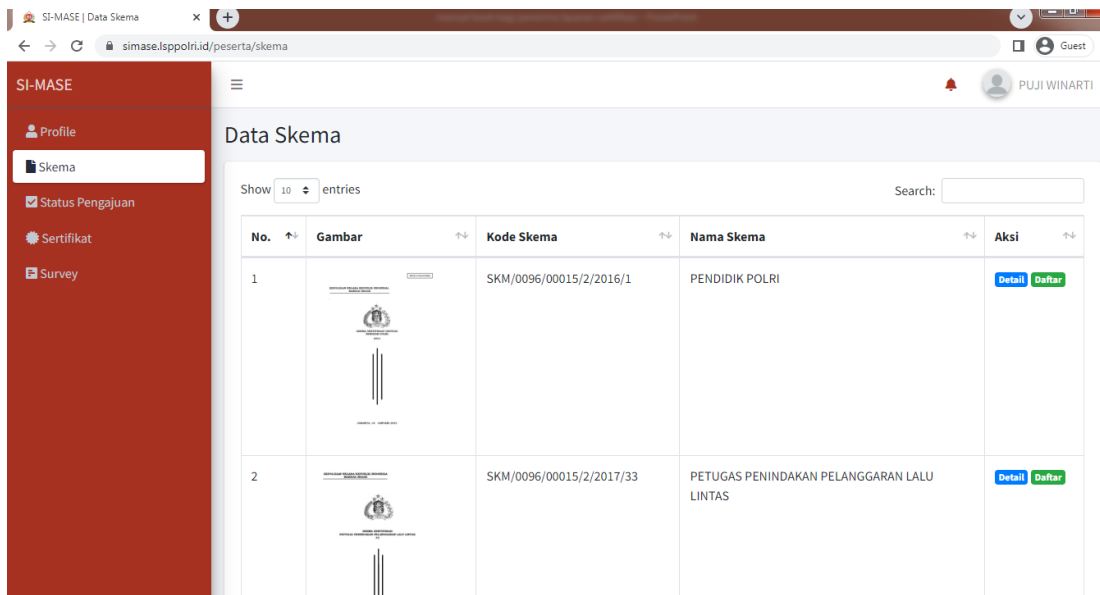 SI-MASE | Data Skema
simase.lsppolri.id/peserta/skema
Guest
SI-MASE
PUJI WINARTI
Profile
Skema
Status Pengajuan
Sertifikat
Survey
Data Skema
Show 10 entries
Search:
No. Gambar Kode Skema Nama Skema Aksi
1 SKM/0096/00015/2/2016/1 PENDIDIK POLRI Detail Daftar
2 SKM/0096/00015/2/2017/33 PETUGAS PENINDAKAN PELANGGARAN LALU Detail Daftar
LINTAS